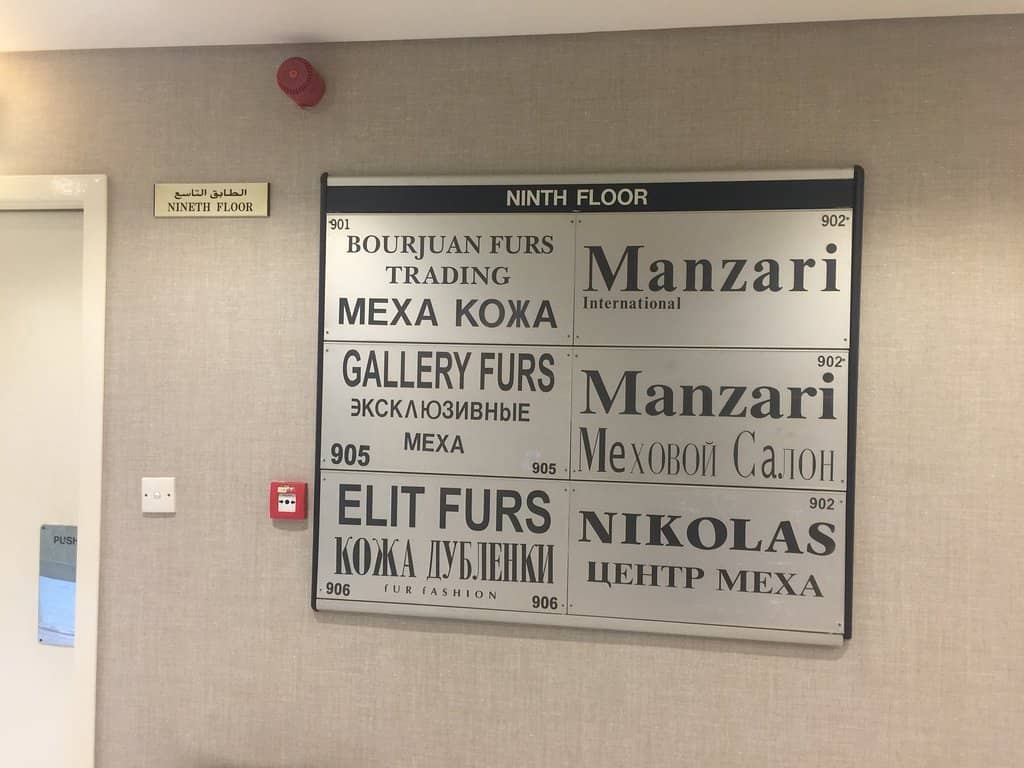 الطابق التاسع
NINETH FLOOR
PUSH
NINTH FLOOR
901
BOURJUAN FURS
TRADING
МЕХА КОЖА
902
Manzari
International
GALLERY FURS
ЭКСКЛЮЗИВНЫЕ
МЕХА
905
905
902
Manzari
Меховой Салон
ELIT FURS
КОЖА ДУБЛЕНКИ
fUR fASHION
906
906
902
NIKOLAS
ЦЕНТР МЕХА